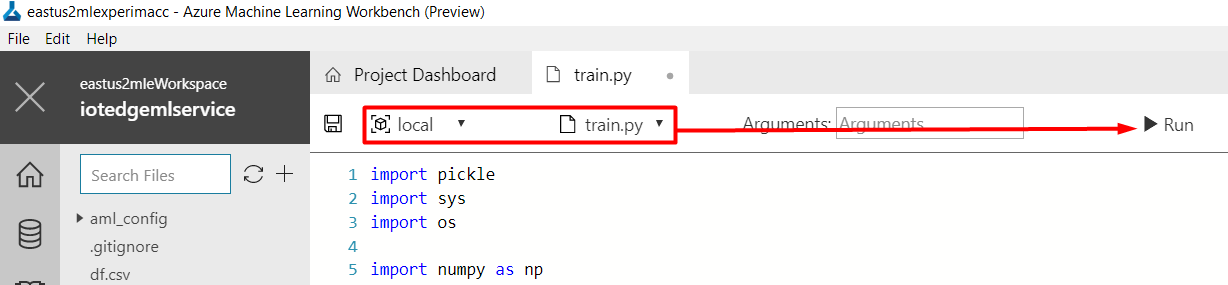 eastus2mlexperimacc - Azure Machine Learning Workbench (Preview)
File Edit Help
eastus2mleWorkspace
iotedgemlservice
Project Dashboard
train.py
local
train.py
Arguments: Arguments
Run
Search Files
aml_config
.gitignore
df.csv
1 import pickle
2 import sys
3 import os
4
5 import numpy as np